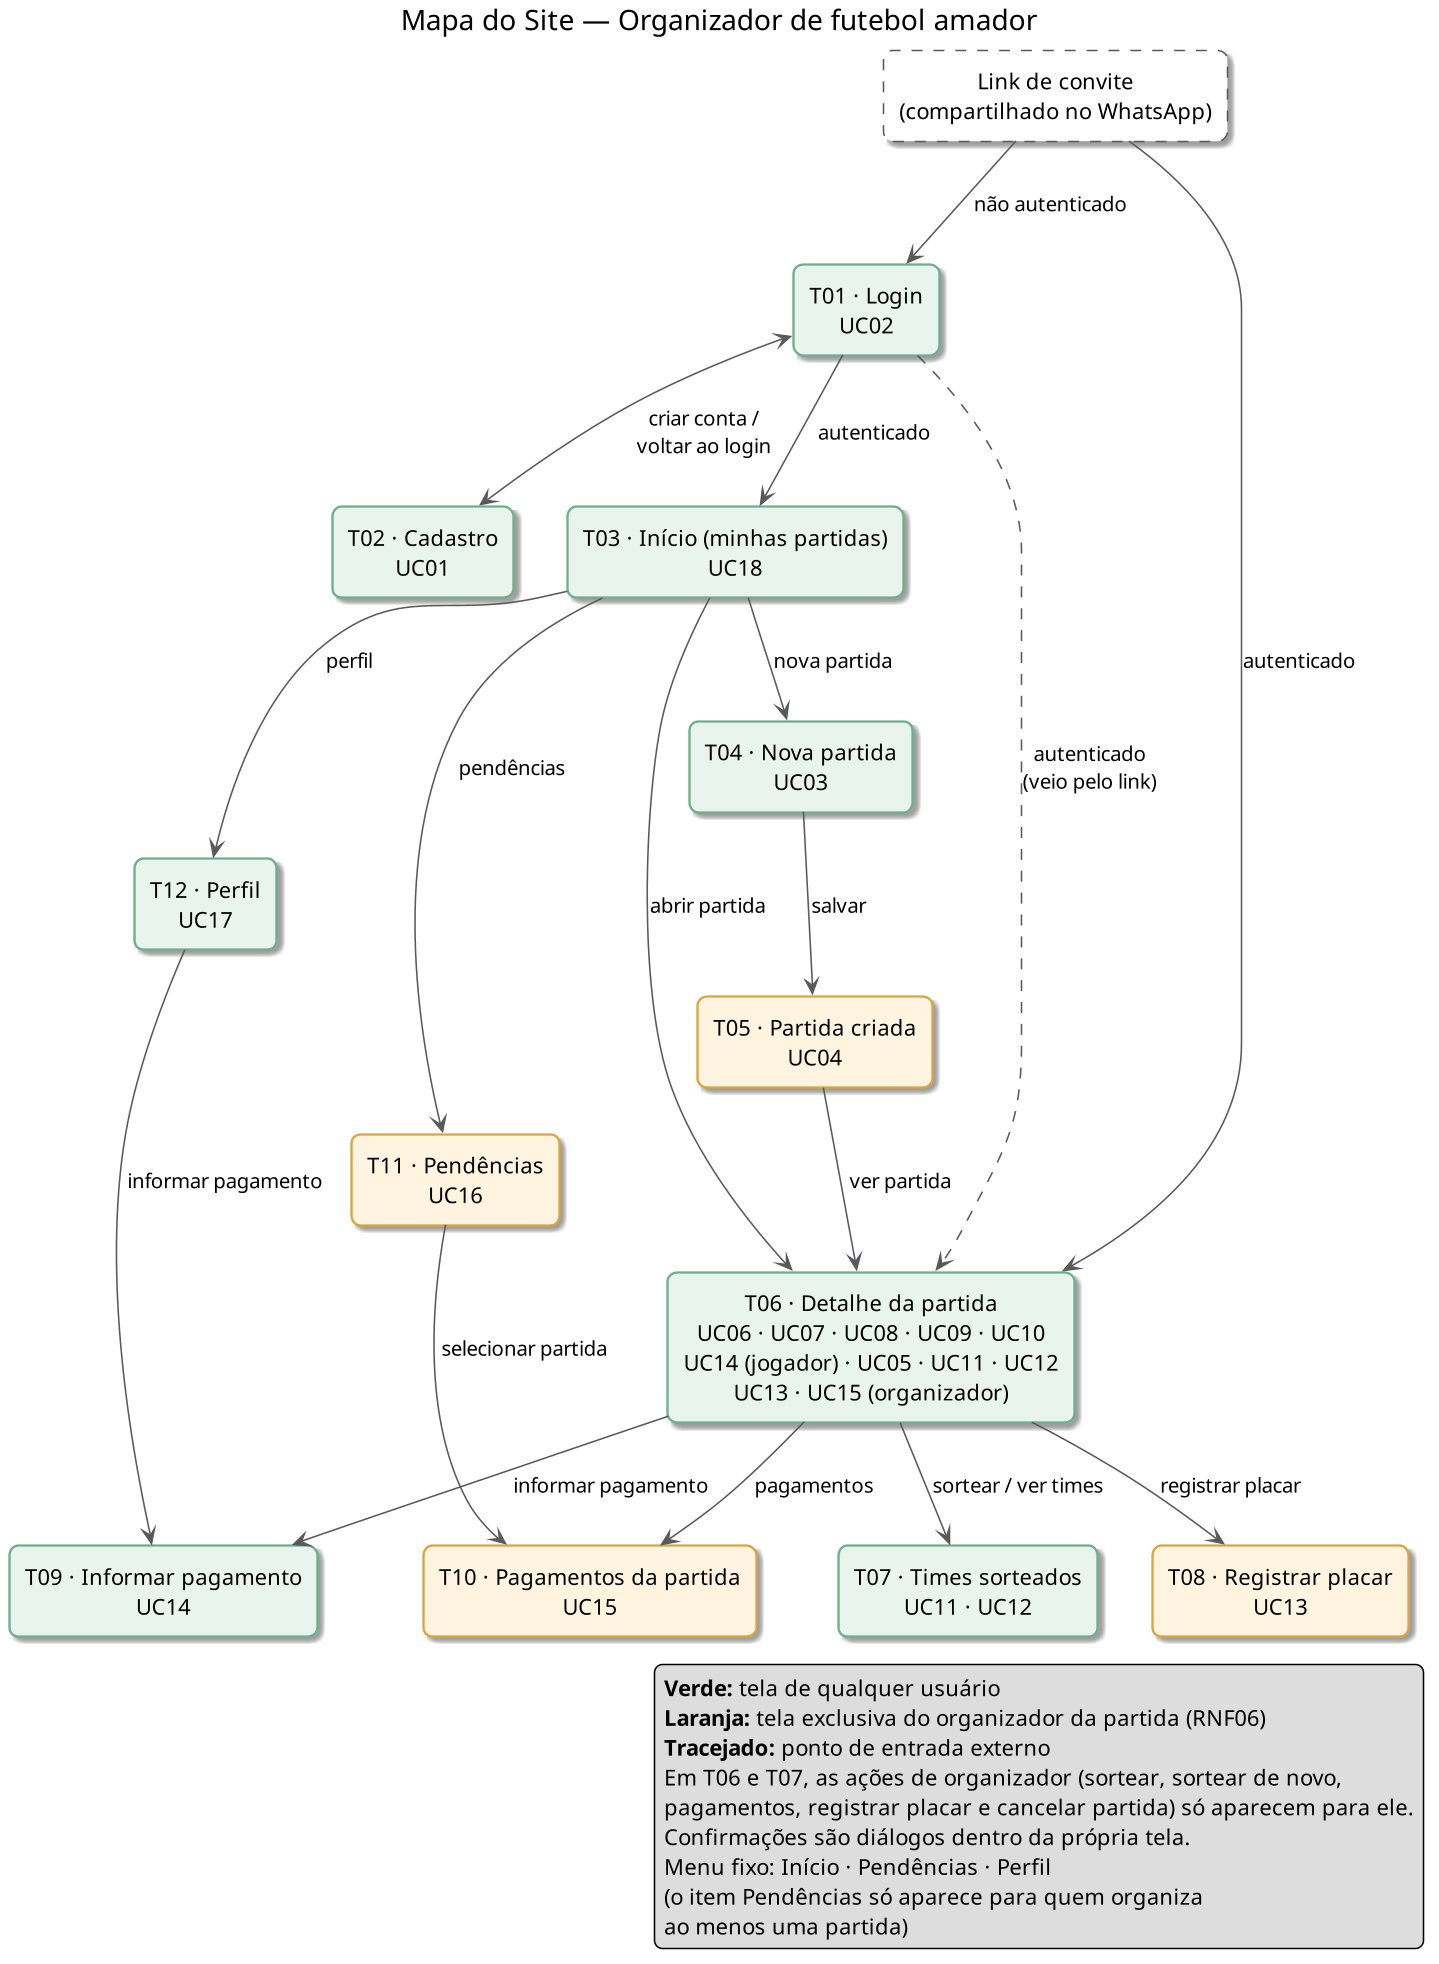 Mapa do Site — Organizador de futebol amador
Link de convite
(compartilhado no WhatsApp)
não autenticado
T01 · Login
UC02
criar conta /
voltar ao login
autenticado
T02 · Cadastro
UC01
T03 · Início (minhas partidas)
UC18
perfil
nova partida
autenticado
pendências
T04 · Nova partida
UC03
autenticado
(veio pelo link)
T12 · Perfil
UC17
abrir partida
salvar
T05 · Partida criada
UC04
informar pagamento
T11 · Pendências
UC16
ver partida
selecionar partida
T06 · Detalhe da partida
UC06 · UC07 · UC08 · UC09 · UC10
UC14 (jogador) · UC05 · UC11 · UC12
UC13 · UC15 (organizador)
informar pagamento
pagamentos
sortear / ver times
registrar placar
T09 · Informar pagamento
UC14
T10 · Pagamentos da partida
UC15
T07 · Times sorteados
UC11 · UC12
T08 · Registrar placar
UC13
Verde: tela de qualquer usuário
Laranja: tela exclusiva do organizador da partida (RNF06)
Tracejado: ponto de entrada externo
Em T06 e T07, as ações de organizador (sortear, sortear de novo,
pagamentos, registrar placar e cancelar partida) só aparecem para ele.
Confirmações são diálogos dentro da própria tela.
Menu fixo: Início · Pendências · Perfil
(o item Pendências só aparece para quem organiza
ao menos uma partida)